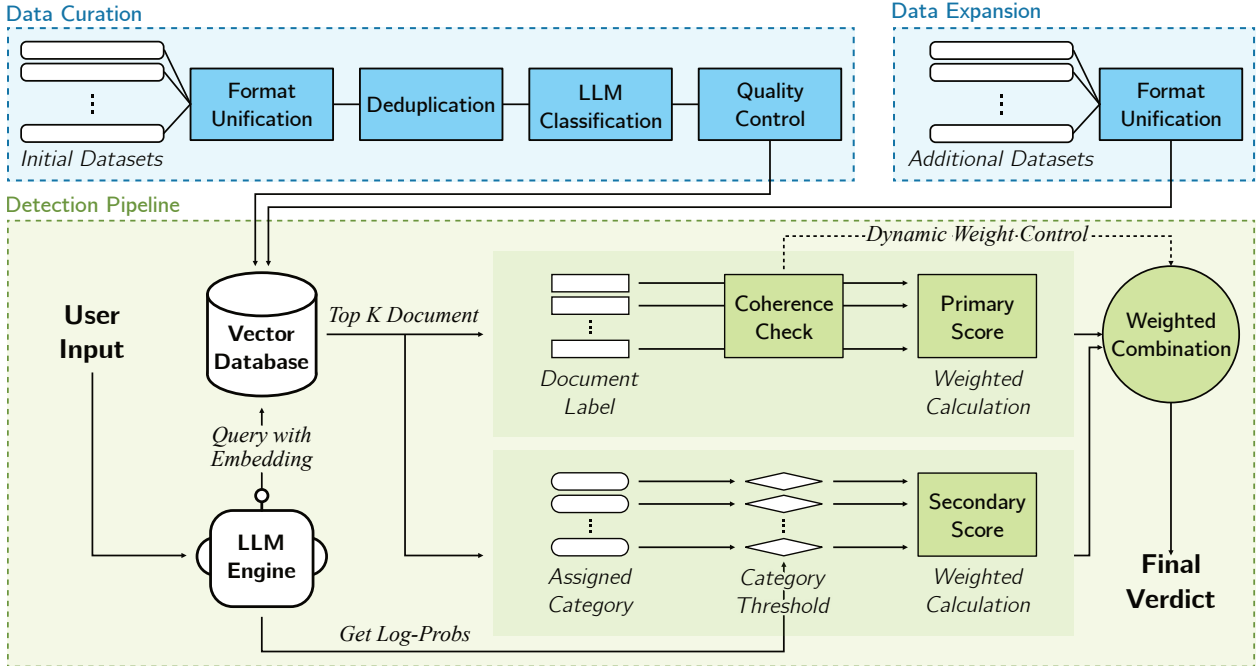 Data Curation
Data Expansion
Format
Unification
Deduplication
LLM
Classification
Quality
Control
Format
Unification
Initial Datasets
Additional Datasets
Detection Pipeline
Dynamic Weight Control
User
Input
Vector
Database
Top K Document
Coherence
Check
Primary
Score
Weighted
Combination
Document
Label
Weighted
Calculation
Query with
Embedding
LLM
Engine
Secondary
Score
Assigned
Category
Category
Threshold
Weighted
Calculation
Final
Verdict
Get Log-Probs